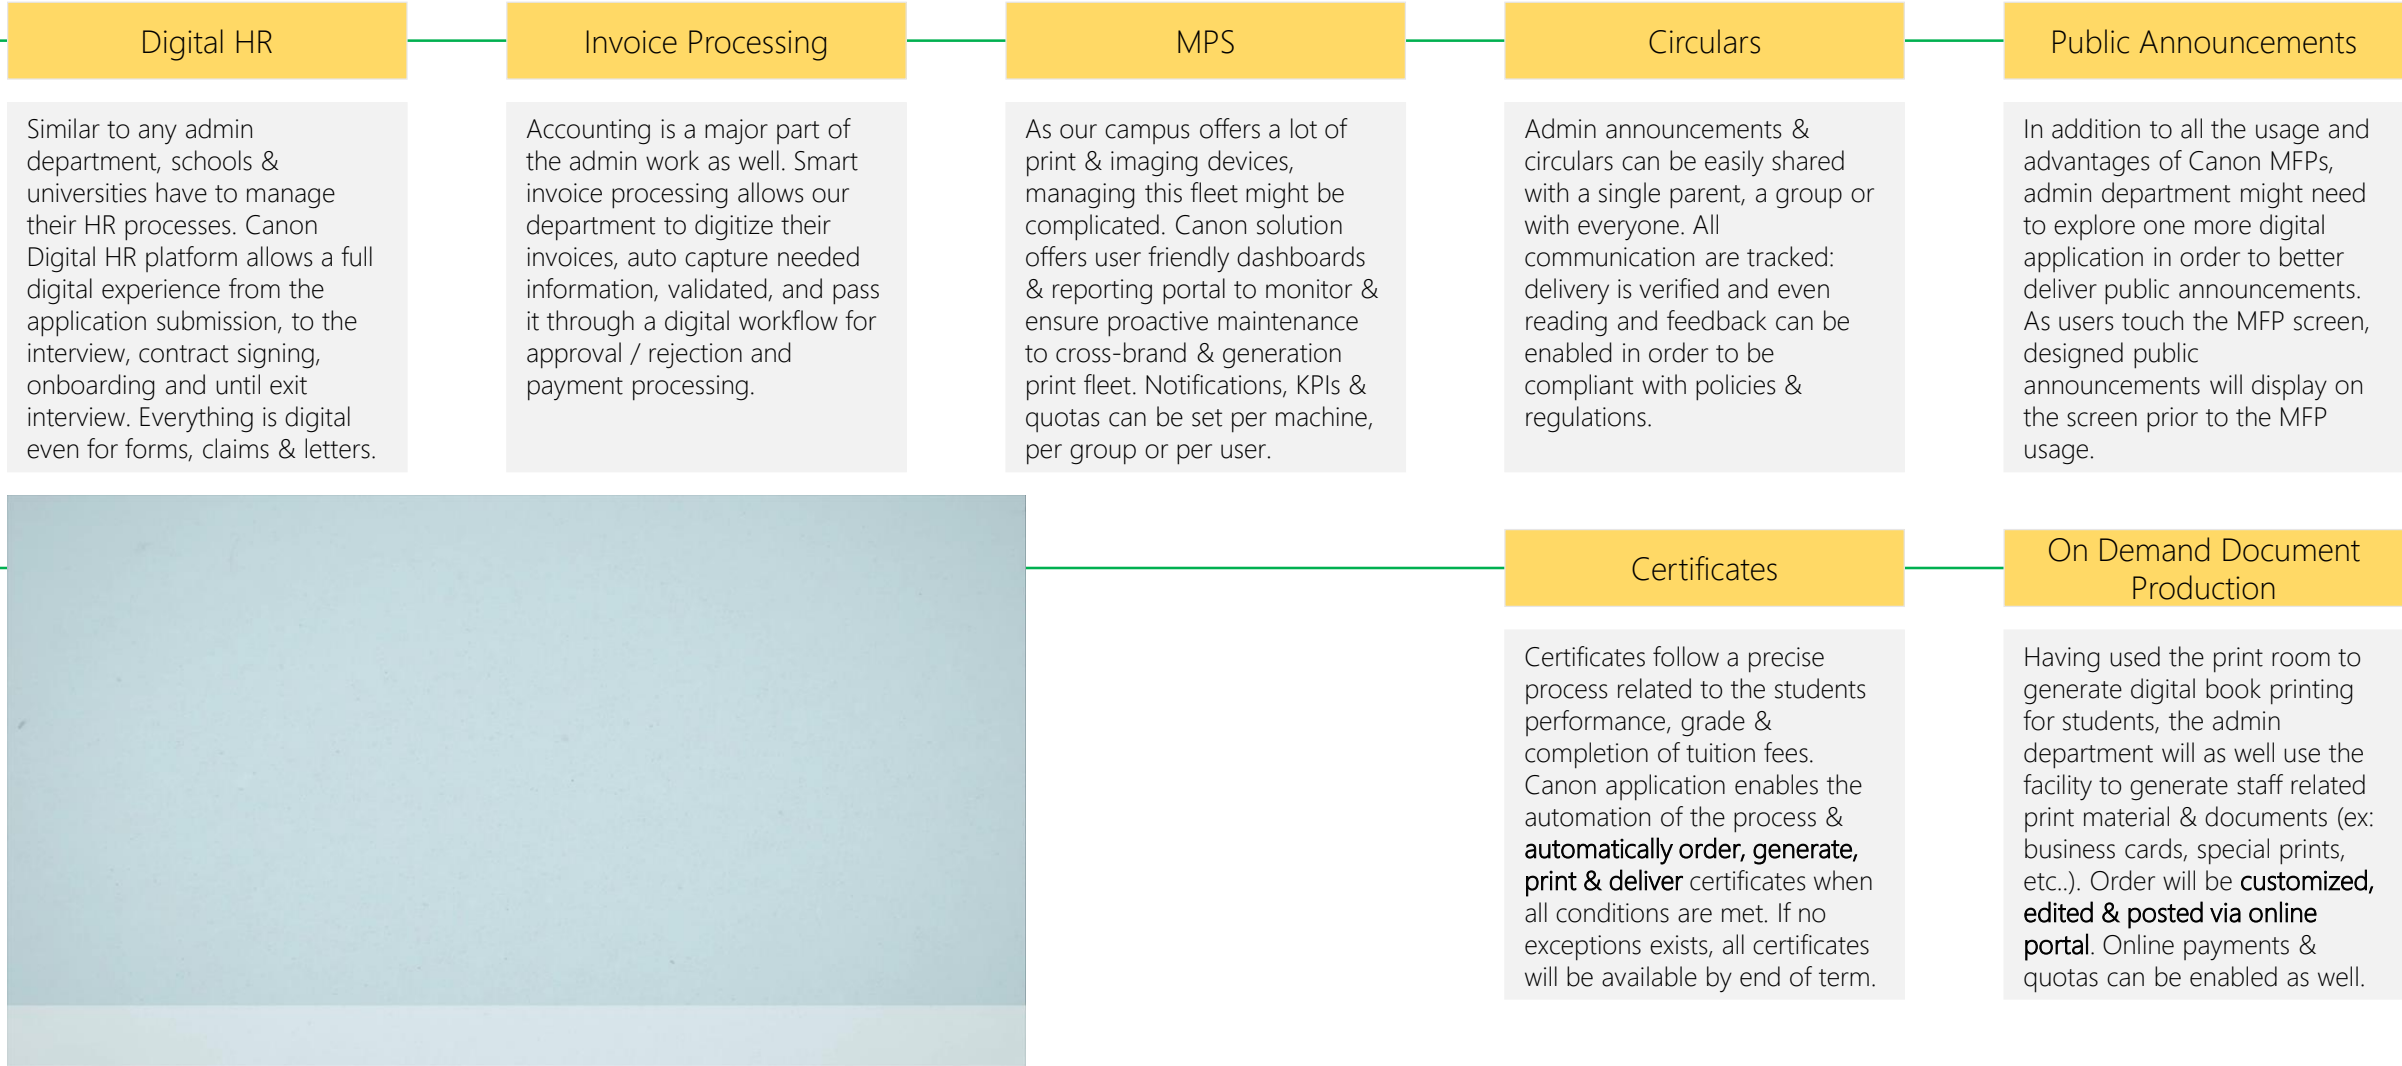 Digital HR
Similar to any admin
department, schools &
universities have to manage
their HR processes. Canon
Digital HR platform allows a full
digital experience from the
application submission, to the
interview, contract signing,
onboarding and until exit
interview. Everything is digital
even for forms, claims & letters.
Invoice Processing
Accounting is a major part of
the admin work as well. Smart
invoice processing allows our
department to digitize their
invoices, auto capture needed
information, validated, and pass
it through a digital workflow for
approval / rejection and
payment processing.
MPS
As our campus offers a lot of
print & imaging devices,
managing this fleet might be
complicated. Canon solution
offers user friendly dashboards
& reporting portal to monitor &
ensure proactive maintenance
to cross-brand & generation
print fleet. Notifications, KPIs &
quotas can be set per machine,
per group or per user.
Circulars
Admin announcements &
circulars can be easily shared
with a single parent, a group or
with everyone. All
communication are tracked:
delivery is verified and even
reading and feedback can be
enabled in order to be
compliant with policies &
regulations.
Public Announcements
In addition to all the usage and
advantages of Canon MFPs,
admin department might need
to explore one more digital
application in order to better
deliver public announcements.
As users touch the MFP screen,
designed public
announcements will display on
the screen prior to the MFP
usage.
Certificates
Certificates follow a precise
process related to the students
performance, grade &
completion of tuition fees.
Canon application enables the
automation of the process &
automatically order, generate,
print & deliver certificates when
all conditions are met. If no
exceptions exists, all certificates
will be available by end of term.
On Demand Document
Production
Having used the print room to
generate digital book printing
for students, the admin
department will as well use the
facility to generate staff related
print material & documents (ex:
business cards, special prints,
etc..). Order will be customized,
edited & posted via online
portal. Online payments &
quotas can be enabled as well.